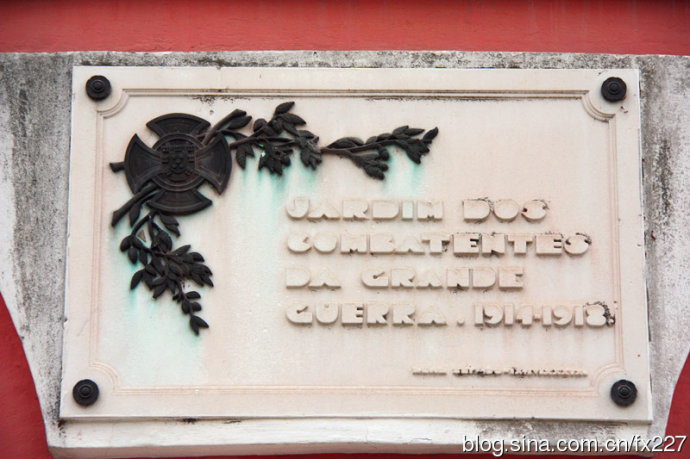 JARDIM DOS
COMBATENTES
DA GRANDE
GUERRA. 1914-1918.
blog.sina.com.cn/fx227